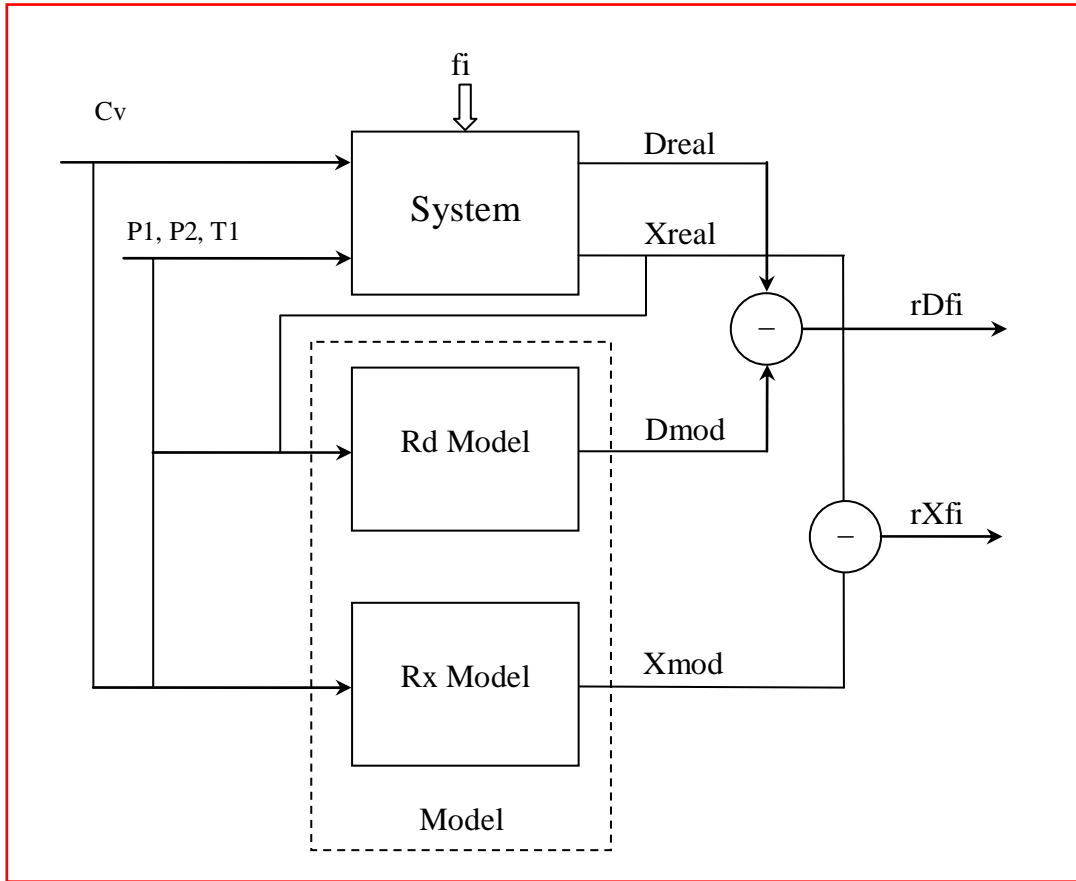 fi
Cv
Dreal
System
P1, P2, T1
Xreal
rDfi
−
Rd Model
Dmod
rXfi
−
Rx Model
Xmod
Model